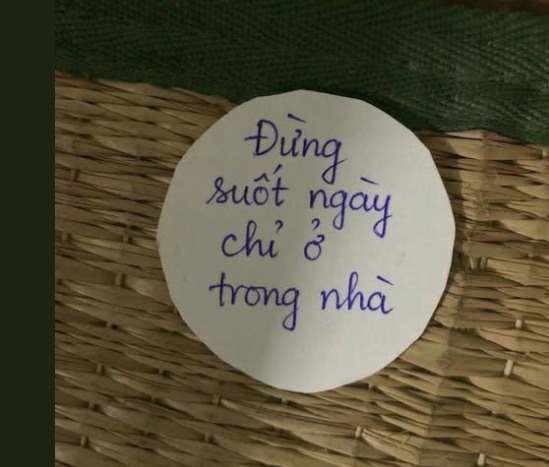 Đừng
suốt ngày
chỉ ở
trong nhà